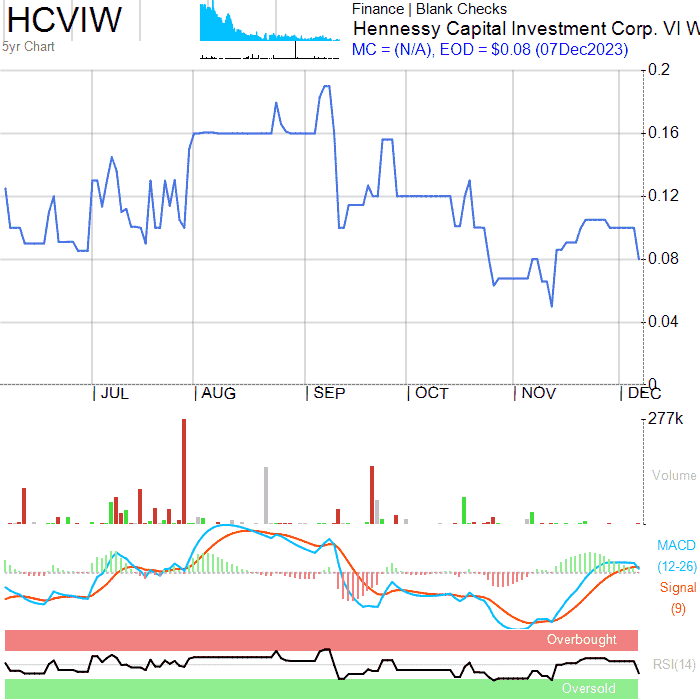 HCVIW
5yr Chart
Finance | Blank Checks
Hennessy Capital Investment Corp. VI W
MC = (N/A), EOD = $0.08 (07Dec2023)
0.2
0.16
0.12
0.08
0.04
0
JUL AUG SEP OCT NOV DEC
277k
Volume
MACD
(12-26)
Signal
(9)
Overbought
RSI(14)
Oversold